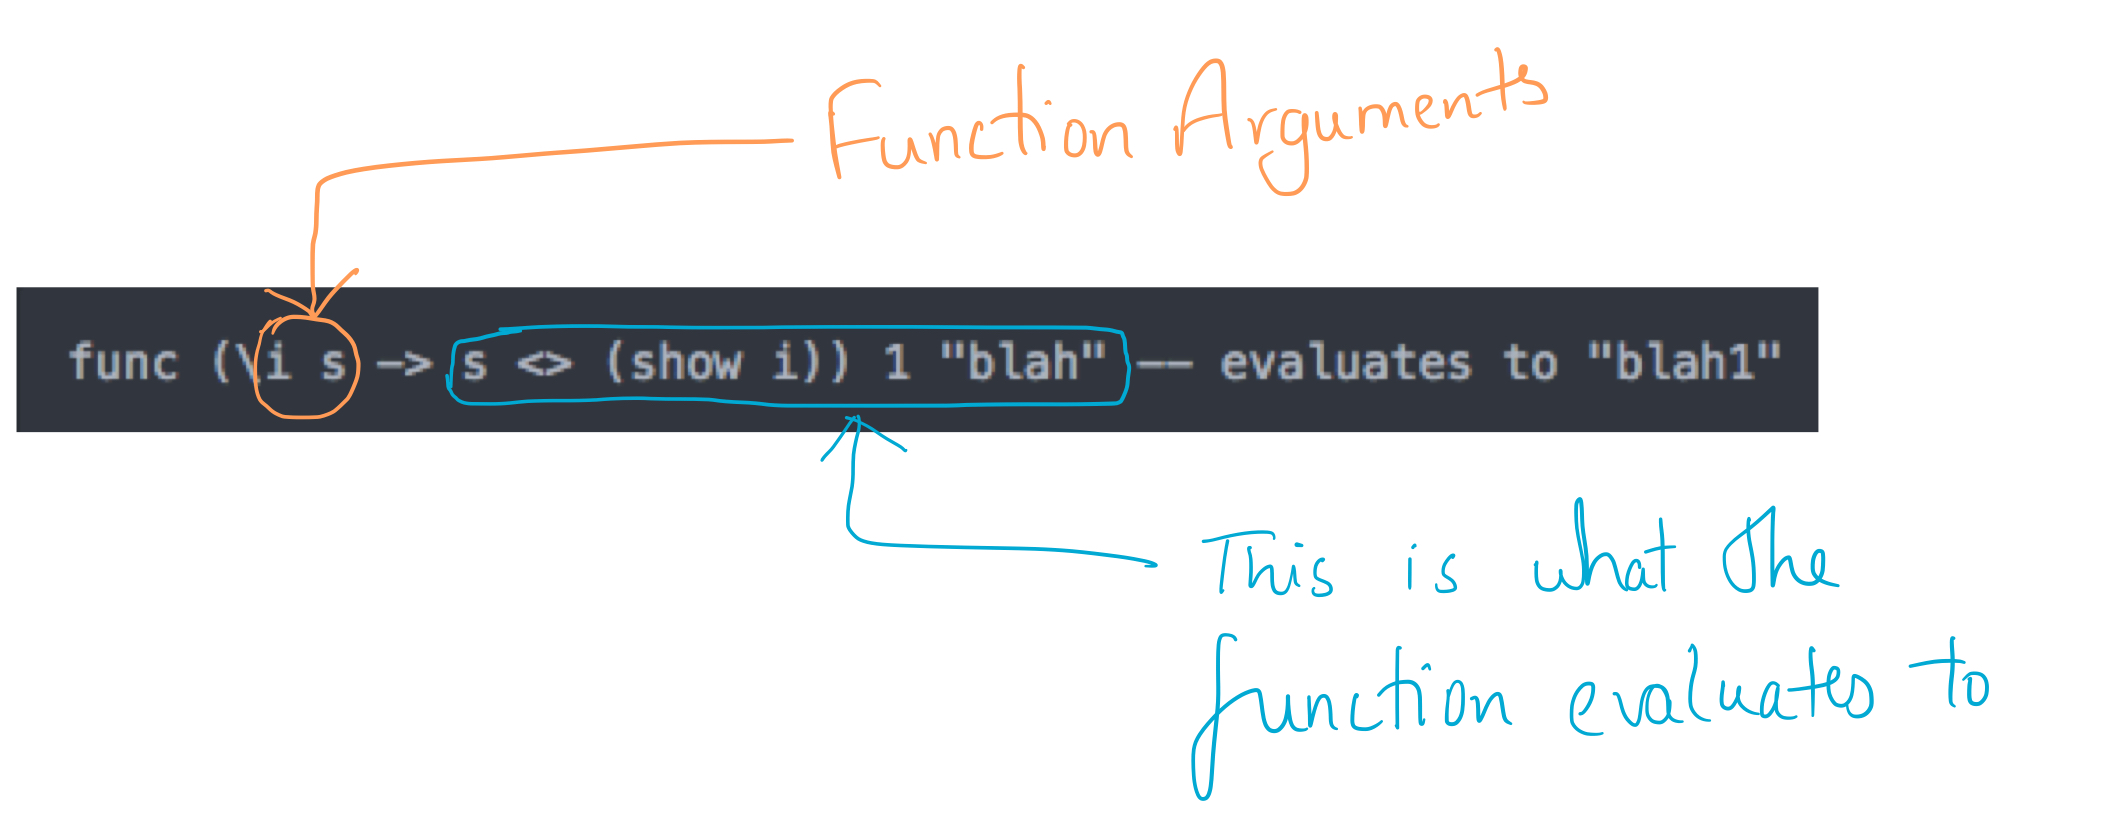 Function Arguments
func (\i s -> s <> (show i)) 1 "blah" -- evaluates to "blah1"
This is what the
function evaluates to